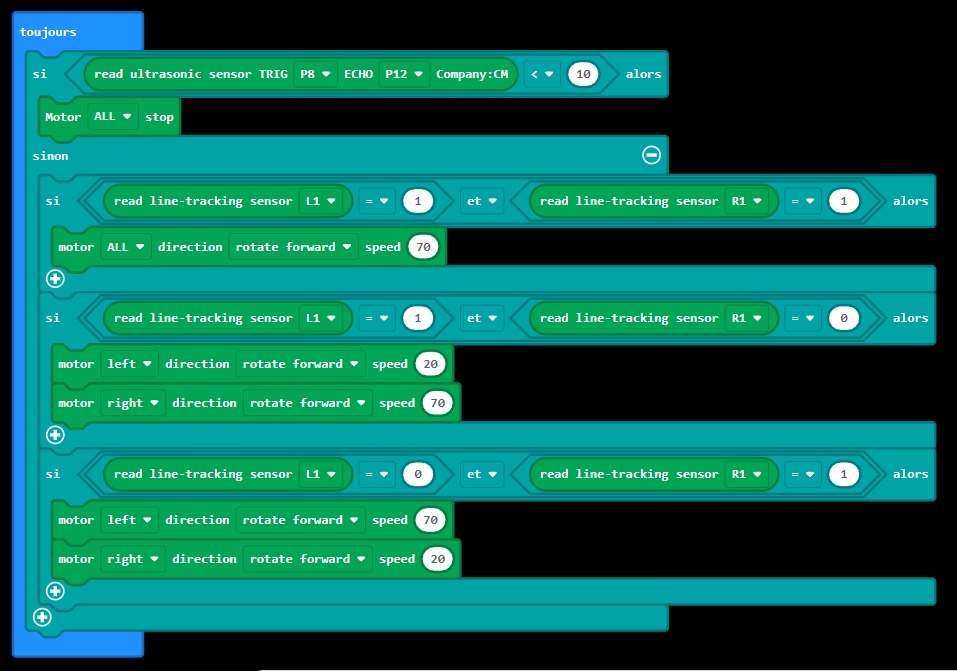 toujours
si read ultrasonic sensor TRIG P8 ECHO P12 Company:CM < 10 alors
Motor ALL stop
sinon
si read line-tracking sensor L1 = 1 et read line-tracking sensor R1 = 1 alors
motor ALL direction rotate forward speed 70
si read line-tracking sensor L1 = 1 et read line-tracking sensor R1 = 0 alors
motor left direction rotate forward speed 20
motor right direction rotate forward speed 70
si read line-tracking sensor L1 = 0 et read line-tracking sensor R1 = 1 alors
motor left direction rotate forward speed 70
motor right direction rotate forward speed 20